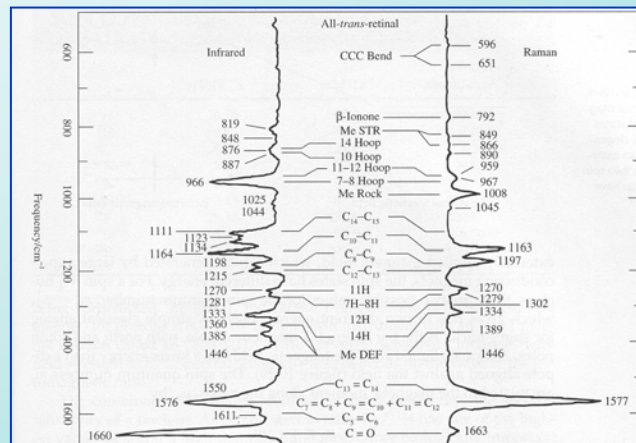 All-trans-retinal
Infrared
Raman
Frequency/cm⁻¹
600
800
1000
1200
1400
1600
819
848
876
887
966
1025
1044
1111
1123
1134
1164
1198
1215
1270
1281
1333
1360
1385
1446
1550
1576
1611
1660
CCC Bend
β-Ionone
Me STR
14 Hoop
10 Hoop
11–12 Hoop
7–8 Hoop
Me Rock
C₁₄–C₁₅
C₁₀–C₁₁
C₈–C₉
C₁₂–C₁₃
11H
7H–8H
12H
14H
Me DEF
C₁₃ = C₁₄
C₇ = C₈ + C₉ = C₁₀ + C₁₁ = C₁₂
C₅ = C₆
C = O
596
651
792
849
866
890
959
967
1008
1045
1163
1197
1270
1279
1302
1334
1389
1446
1577
1663